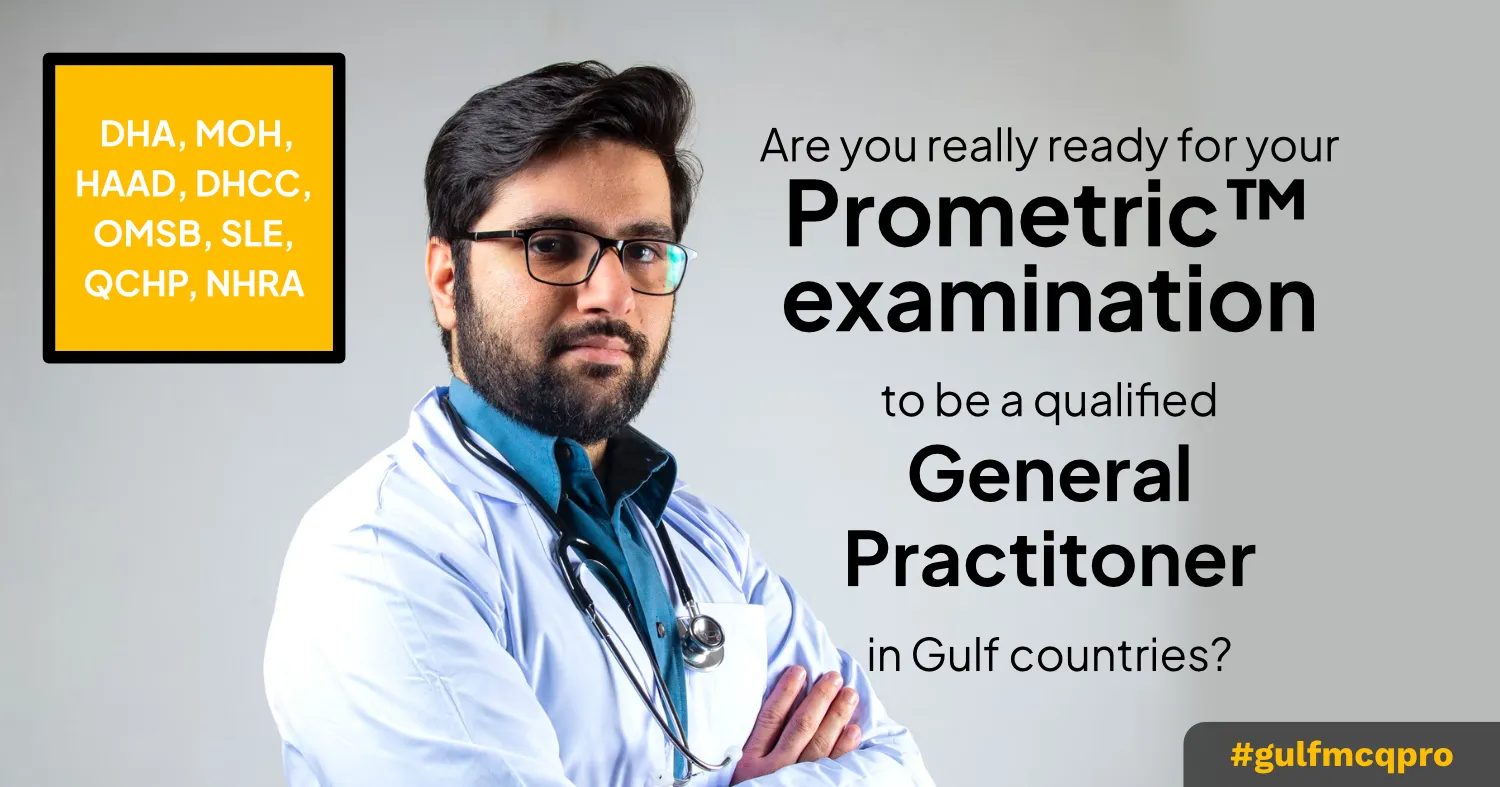 DHA, MOH,
HAAD, DHCC,
OMSB, SLE,
QCHP, NHRA
Are you really ready for your
Prometric™
examination
to be a qualified
General
Practitoner
in Gulf countries?
#gulfmcqpro